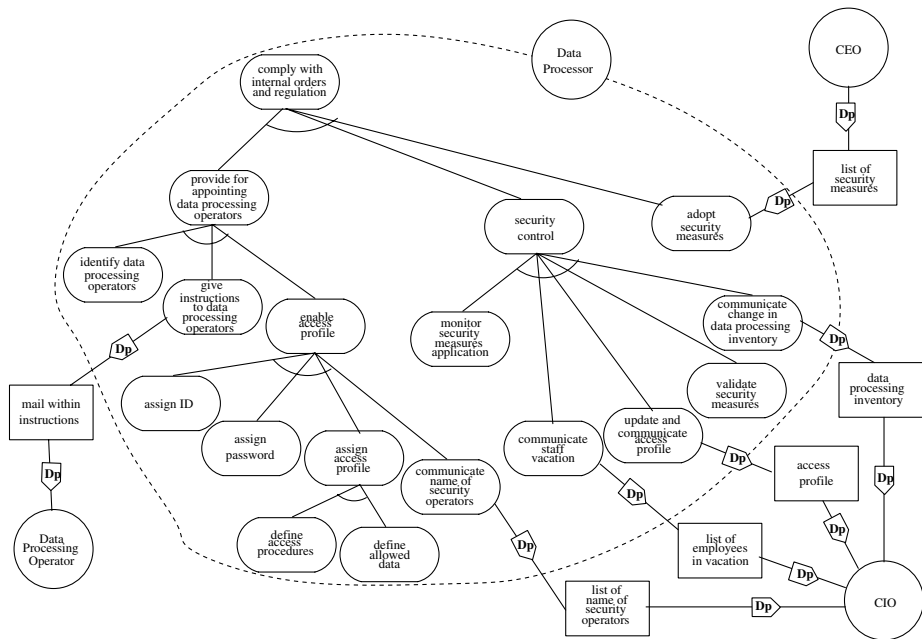 Data
Processor
CEO
comply with
internal orders
and regulation
Dp
list of
security
measures
Dp
provide for
appointing
data processing
operators
security
control
adopt
security
measures
identify data
processing
operators
give
instructions
to data
processing
operators
enable
access
profile
monitor
security
measures
application
communicate
change in
data processing
inventory
Dp
Dp
data
processing
inventory
validate
security
measures
mail within
instructions
assign ID
assign
password
assign
access
profile
communicate
name of
security
operators
communicate
staff
vacation
update and
communicate
access
profile
Dp
access
profile
Dp
Dp
Dp
Dp
Data
Processing
Operator
define
access
procedures
define
allowed
data
Dp
list of
employees
in vacation
Dp
list of
name of
security
operators
Dp
CIO